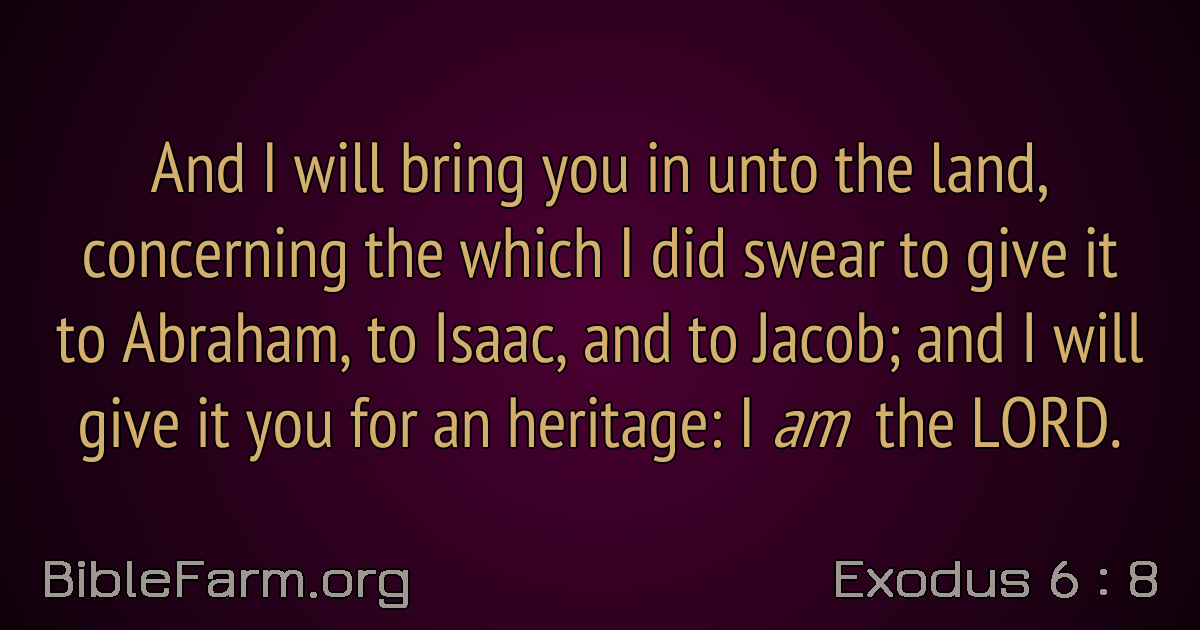 And I will bring you in unto the land,
concerning the which I did swear to give it
to Abraham, to Isaac, and to Jacob; and I will
give it you for an heritage: I am the LORD.
BibleFarm.org
Exodus 6 : 8